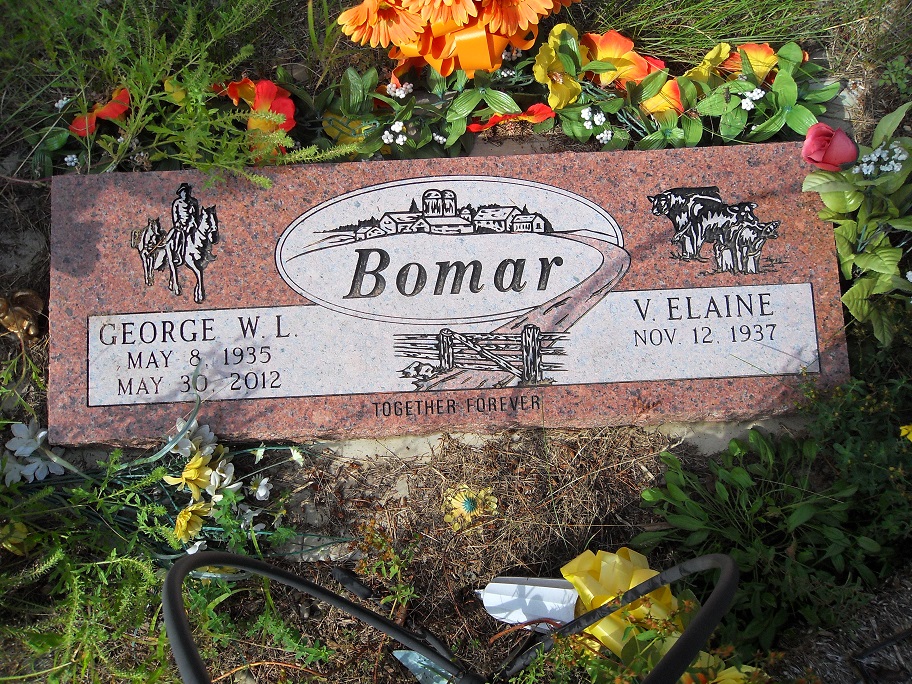 Bomar
GEORGE W. L.
MAY 8 1935
MAY 30, 2012
V. ELAINE
NOV 12, 1937
TOGETHER FOREVER